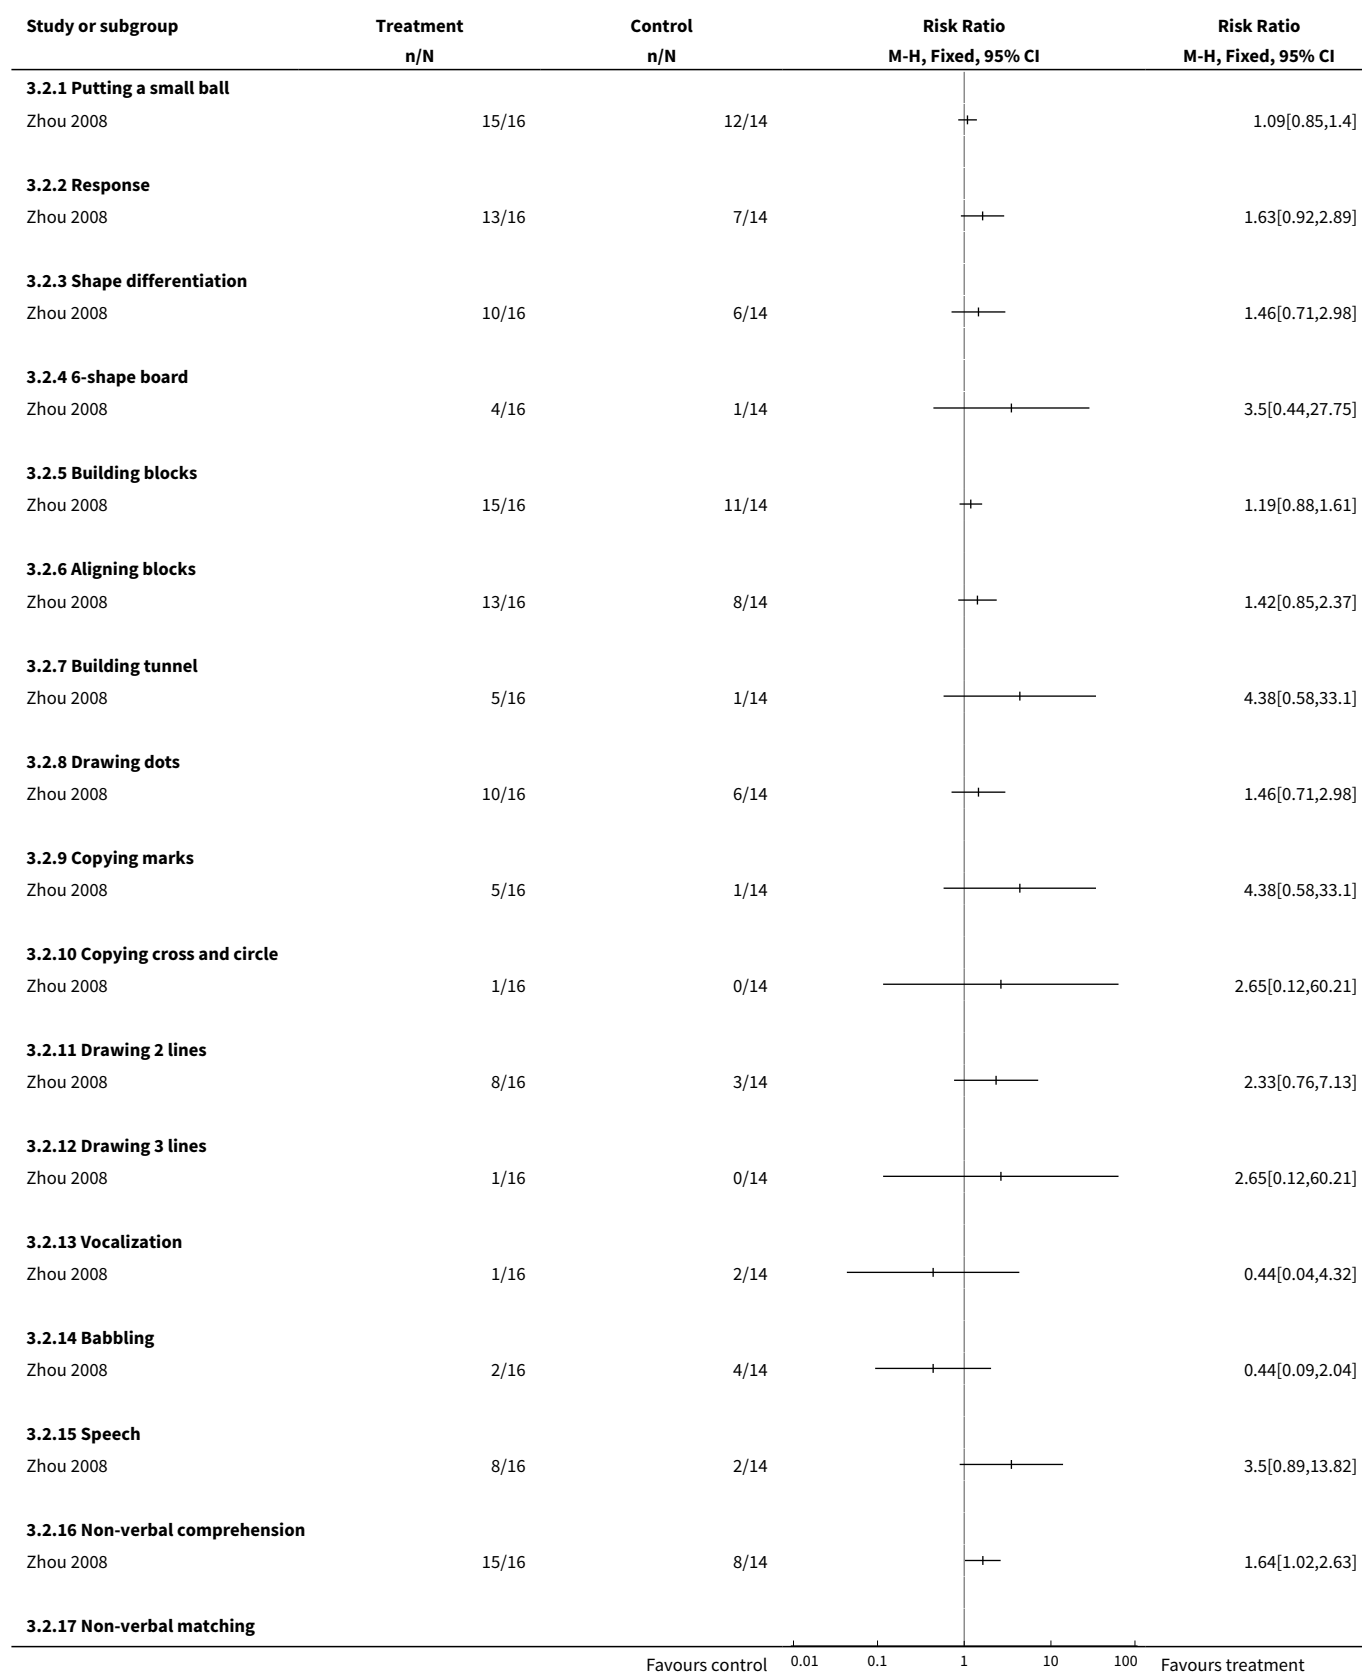 Study or subgroup Treatment Control Risk Ratio Risk Ratio
n/N n/N M-H, Fixed, 95% CI M-H, Fixed, 95% CI
3.2.1 Putting a small ball
Zhou 2008 15/16 12/14 1.09[0.85,1.4]
3.2.2 Response
Zhou 2008 13/16 7/14 1.63[0.92,2.89]
3.2.3 Shape differentiation
Zhou 2008 10/16 6/14 1.46[0.71,2.98]
3.2.4 6-shape board
Zhou 2008 4/16 1/14 3.5[0.44,27.75]
3.2.5 Building blocks
Zhou 2008 15/16 11/14 1.19[0.88,1.61]
3.2.6 Aligning blocks
Zhou 2008 13/16 8/14 1.42[0.85,2.37]
3.2.7 Building tunnel
Zhou 2008 5/16 1/14 4.38[0.58,33.1]
3.2.8 Drawing dots
Zhou 2008 10/16 6/14 1.46[0.71,2.98]
3.2.9 Copying marks
Zhou 2008 5/16 1/14 4.38[0.58,33.1]
3.2.10 Copying cross and circle
Zhou 2008 1/16 0/14 2.65[0.12,60.21]
3.2.11 Drawing 2 lines
Zhou 2008 8/16 3/14 2.33[0.76,7.13]
3.2.12 Drawing 3 lines
Zhou 2008 1/16 0/14 2.65[0.12,60.21]
3.2.13 Vocalization
Zhou 2008 1/16 2/14 0.44[0.04,4.32]
3.2.14 Babbling
Zhou 2008 2/16 4/14 0.44[0.09,2.04]
3.2.15 Speech
Zhou 2008 8/16 2/14 3.5[0.89,13.82]
3.2.16 Non-verbal comprehension
Zhou 2008 15/16 8/14 1.64[1.02,2.63]
3.2.17 Non-verbal matching
Favours control 0.01 0.1 1 10 100 Favours treatment